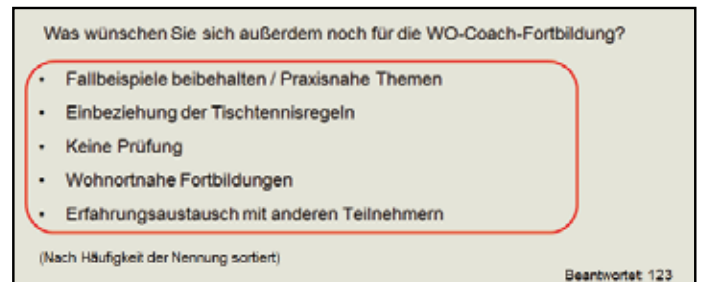 Was wünschen Sie sich außerdem noch für die WO-Coach-Fortbildung?
• Fallbeispiele beibehalten / Praxisnahe Themen
• Einbeziehung der Tischtennisregeln
• Keine Prüfung
• Wohnortnahe Fortbildungen
• Erfahrungsaustausch mit anderen Teilnehmern
(Nach Häufigkeit der Nennung sortiert)
Beantwortet: 123